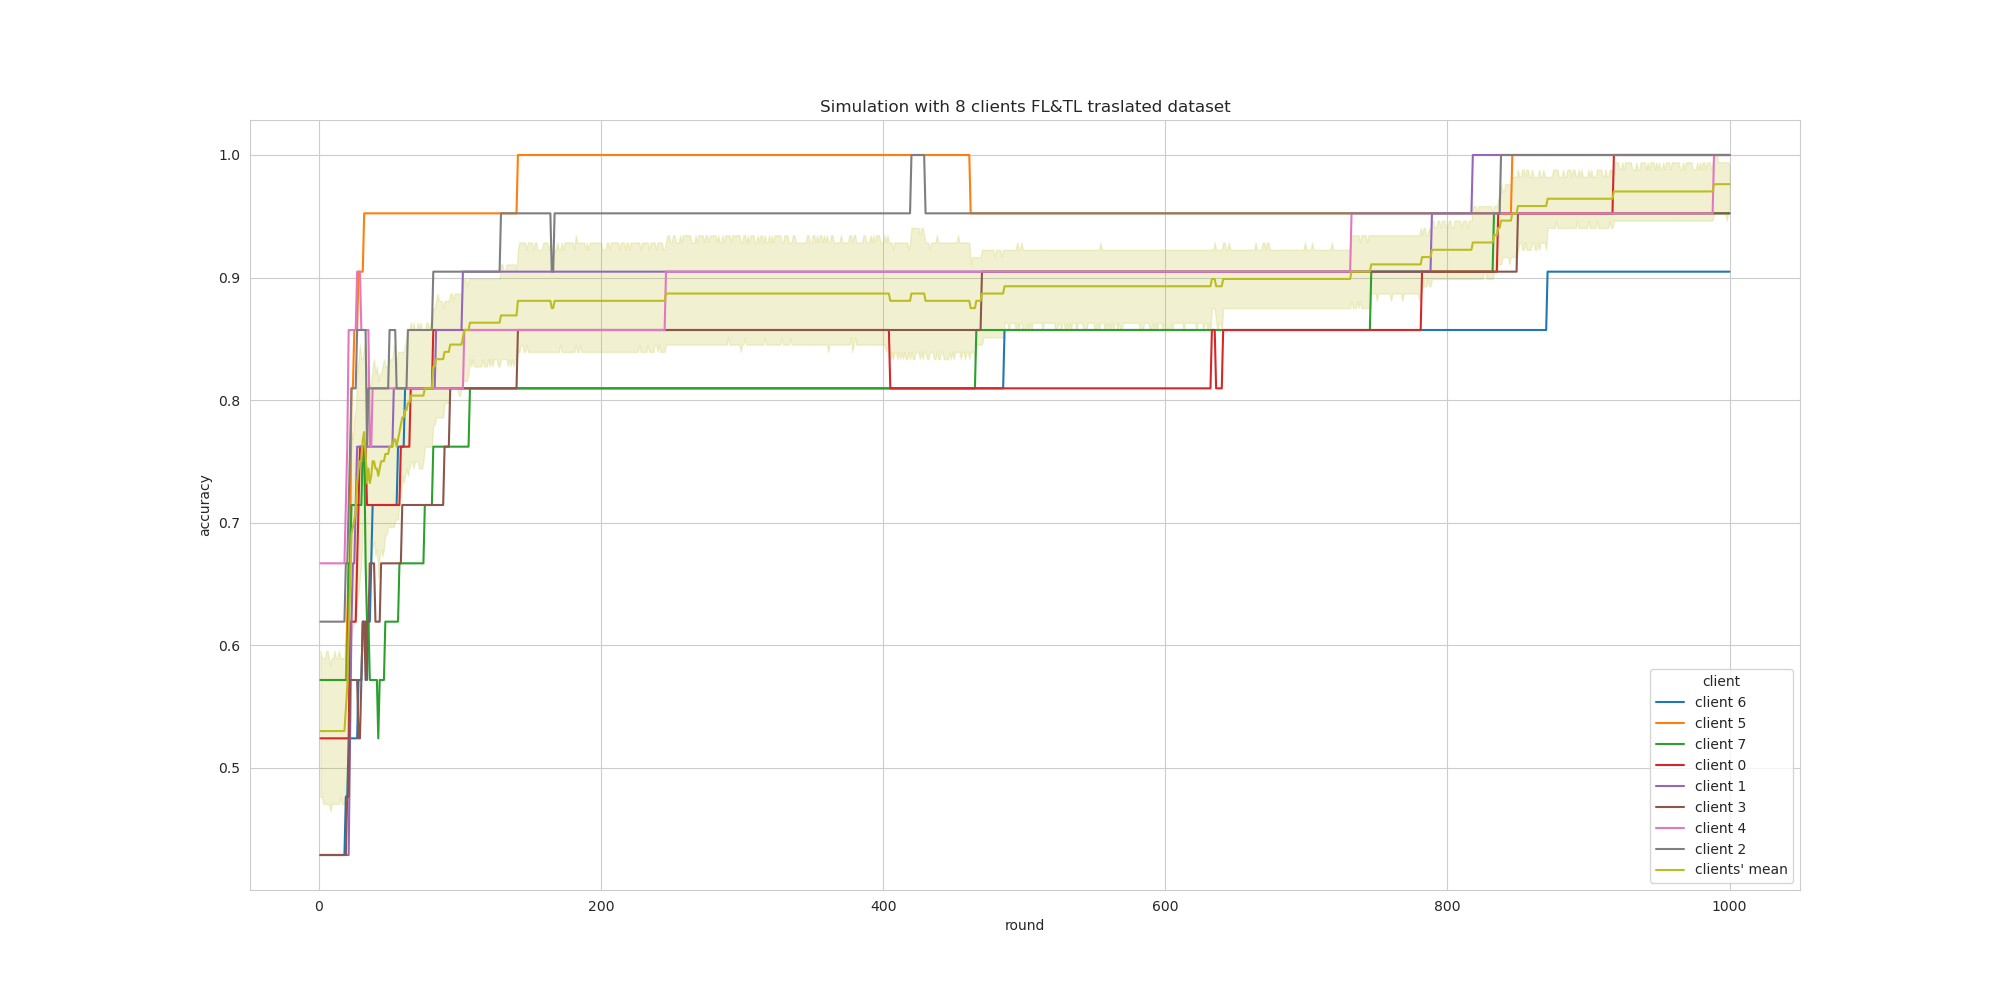 Simulation with 8 clients FL&TL traslated dataset
accuracy
1.0
0.9
0.8
0.7
0.6
0.5
0
200
400
600
800
1000
round
client
client 6
client 5
client 7
client 0
client 1
client 3
client 4
client 2
clients' mean